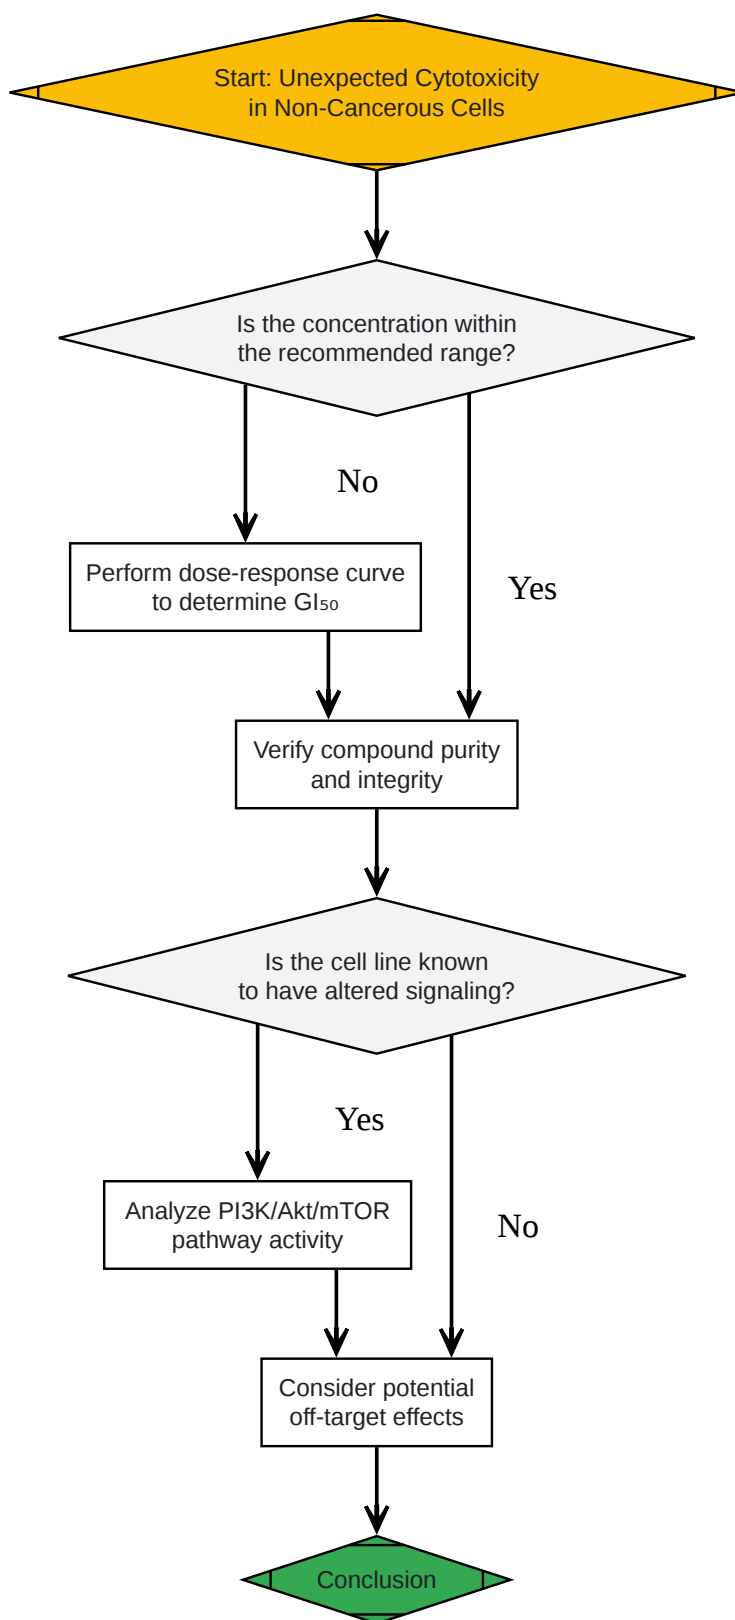 Start: Unexpected Cytotoxicity
in Non-Cancerous Cells
Is the concentration within
the recommended range?
No
Perform dose-response curve
to determine GI₅₀
Yes
Verify compound purity
and integrity
Is the cell line known
to have altered signaling?
Yes
Analyze PI3K/Akt/mTOR
pathway activity
No
Consider potential
off-target effects
Conclusion